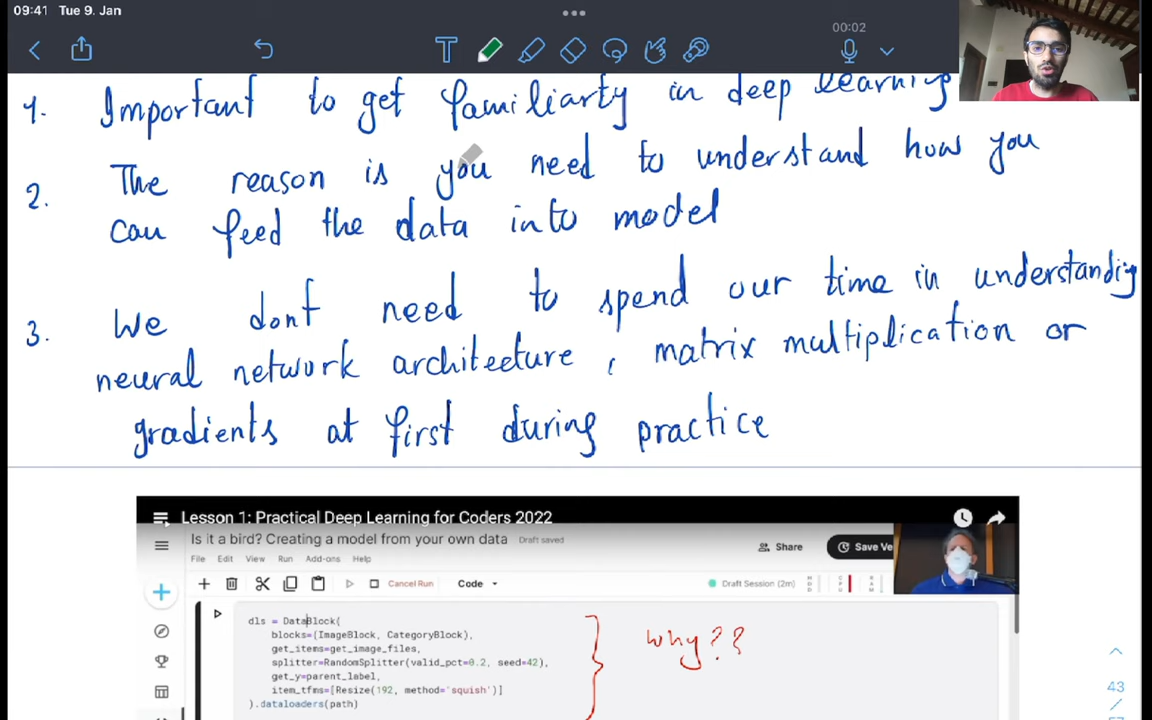 09:41 Tue 9. Jan
00:02
1. Important to get familiarty in deep learning
2. The reason is you need to understand how you
can feed the data into model
3. We dont need to spend our time in understanding
neural network architecture, matrix multiplication or
gradients at first during practice
Lesson 1: Practical Deep Learning for Coders 2022
Is it a bird? Creating a model from your own data Draft saved
File Edit View Run Add-ons Help
Share
Save Ve
Cancel Run
Code
Draft Session (2m)
dls = DataBlock(
blocks=(ImageBlock, CategoryBlock),
get_items=get_image_files,
splitter=RandomSplitter(valid_pct=0.2, seed=42),
get_y=parent_label,
item_tfms=[Resize(192, method='squish')]
).dataloaders(path)
why??
43